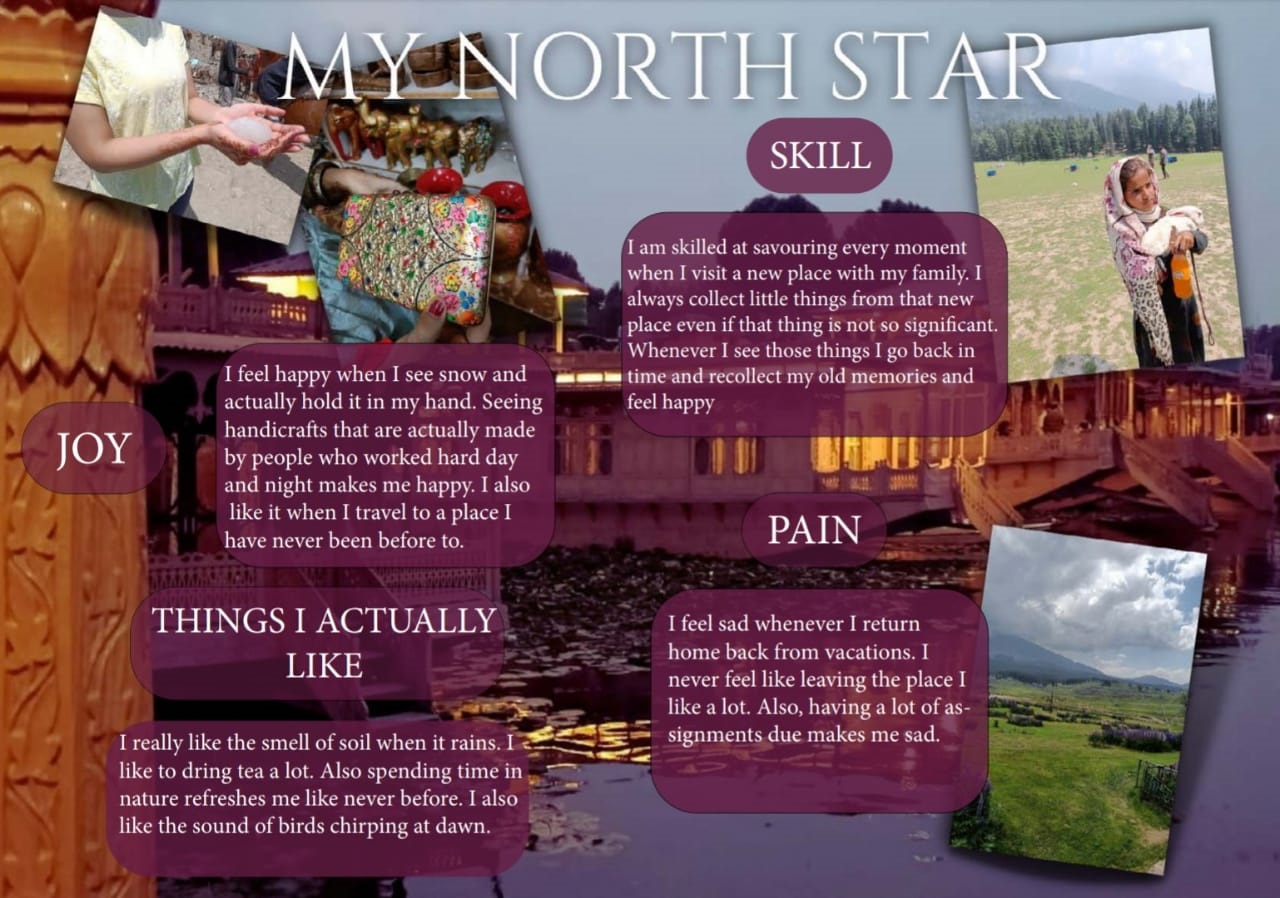 MY NORTH STAR
SKILL
I am skilled at savouring every moment
when I visit a new place with my family. I
always collect little things from that new
place even if that thing is not so significant.
Whenever I see those things I go back in
time and recollect my old memories and
feel happy
JOY
I feel happy when I see snow and
actually hold it in my hand. Seeing
handicrafts that are actually made
by people who worked hard day
and night makes me happy. I also
like it when I travel to a place I
have never been before to.
PAIN
I feel sad whenever I return
home back from vacations. I
never feel like leaving the place I
like a lot. Also, having a lot of as-
signments due makes me sad.
THINGS I ACTUALLY
LIKE
I really like the smell of soil when it rains. I
like to dring tea a lot. Also spending time in
nature refreshes me like never before. I also
like the sound of birds chirping at dawn.